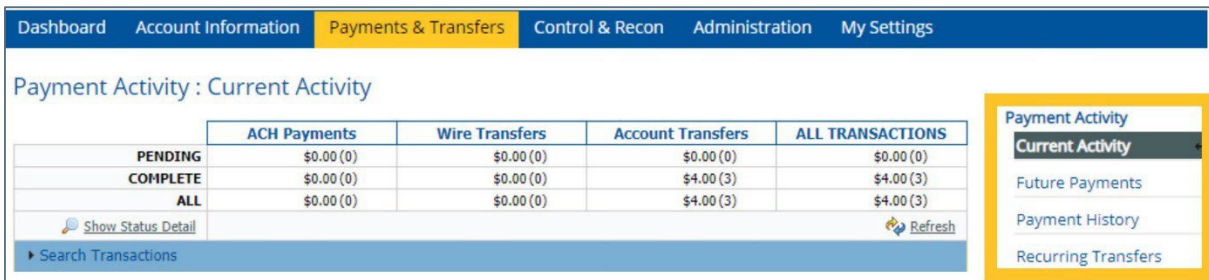 Dashboard Account Information Payments & Transfers Control & Recon Administration My Settings
Payment Activity : Current Activity
ACH Payments Wire Transfers Account Transfers ALL TRANSACTIONS
PENDING $0.00 (0) $0.00 (0) $0.00 (0) $0.00 (0)
COMPLETE $0.00 (0) $0.00 (0) $4.00 (3) $4.00 (3)
ALL $0.00 (0) $0.00 (0) $4.00 (3) $4.00 (3)
Show Status Detail Refresh
Search Transactions
Payment Activity
Current Activity
Future Payments
Payment History
Recurring Transfers